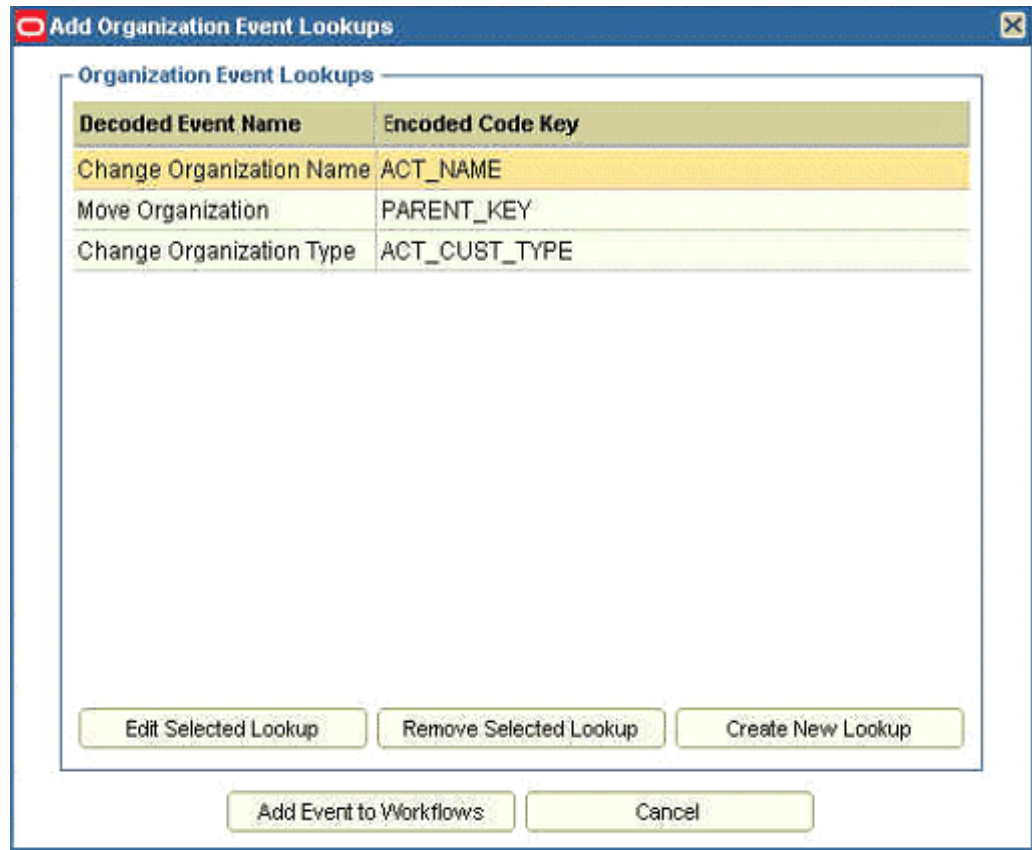 Add Organization Event Lookups
Organization Event Lookups
Decoded Event Name Encoded Code Key
Change Organization Name ACT_NAME
Move Organization PARENT_KEY
Change Organization Type ACT_CUST_TYPE
Edit Selected Lookup Remove Selected Lookup Create New Lookup
Add Event to Workflows Cancel